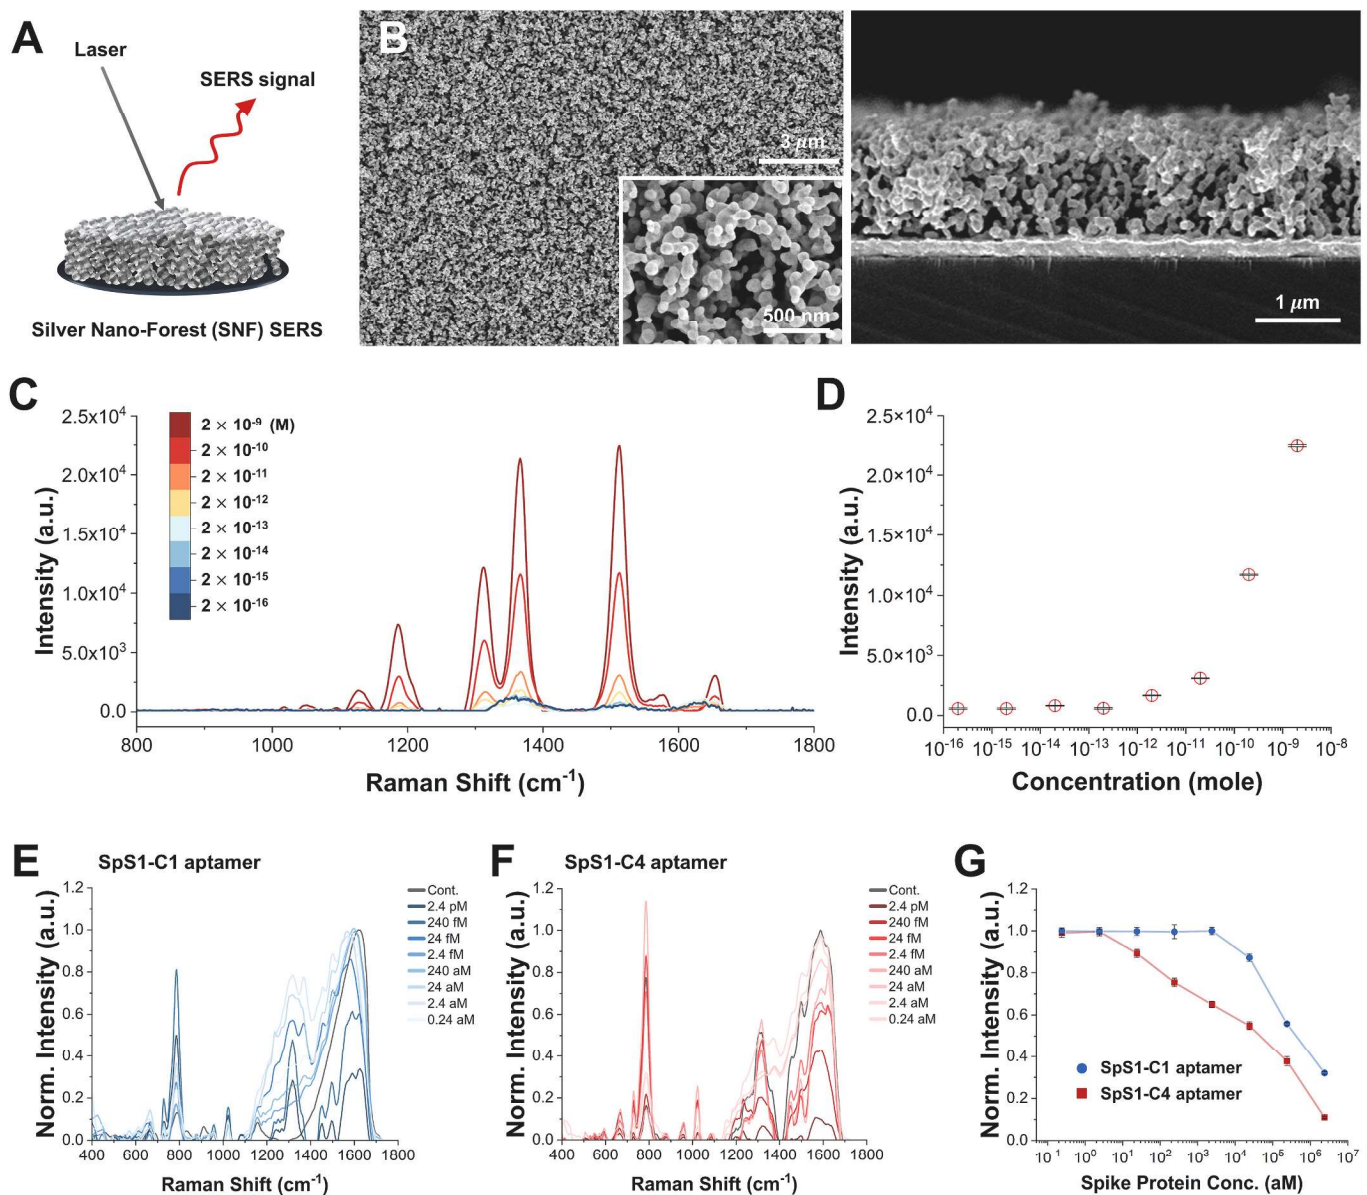 A
Laser
SERS signal
Silver Nano-Forest (SNF) SERS
B
3 μm
500 nm
1 μm
C
2.5x10⁴
2.0x10⁴
1.5x10⁴
1.0x10⁴
5.0x10³
0.0
Intensity (a.u.)
2 × 10⁻⁹ (M)
2 × 10⁻¹⁰
2 × 10⁻¹¹
2 × 10⁻¹²
2 × 10⁻¹³
2 × 10⁻¹⁴
2 × 10⁻¹⁵
2 × 10⁻¹⁶
800 1000 1200 1400 1600 1800
Raman Shift (cm⁻¹)
D
2.5×10⁴
2.0×10⁴
1.5×10⁴
1.0×10⁴
5.0×10³
0.0
Intensity (a.u.)
10⁻¹⁶ 10⁻¹⁵ 10⁻¹⁴ 10⁻¹³ 10⁻¹² 10⁻¹¹ 10⁻¹⁰ 10⁻⁹ 10⁻⁸
Concentration (mole)
E
SpS1-C1 aptamer
1.2
1.0
0.8
0.6
0.4
0.2
0.0
Norm. Intensity (a.u.)
Cont.
2.4 pM
240 fM
24 fM
2.4 fM
240 aM
24 aM
2.4 aM
0.24 aM
400 600 800 1000 1200 1400 1600 1800
Raman Shift (cm⁻¹)
F
SpS1-C4 aptamer
1.2
1.0
0.8
0.6
0.4
0.2
0.0
Norm. Intensity (a.u.)
Cont.
2.4 pM
240 fM
24 fM
2.4 fM
240 aM
24 aM
2.4 aM
0.24 aM
400 600 800 1000 1200 1400 1600 1800
Raman Shift (cm⁻¹)
G
1.2
1.0
0.8
0.6
0.4
0.2
0.0
Norm. Intensity (a.u.)
SpS1-C1 aptamer
SpS1-C4 aptamer
10⁻¹ 10⁰ 10¹ 10² 10³ 10⁴ 10⁵ 10⁶ 10⁷
Spike Protein Conc. (aM)